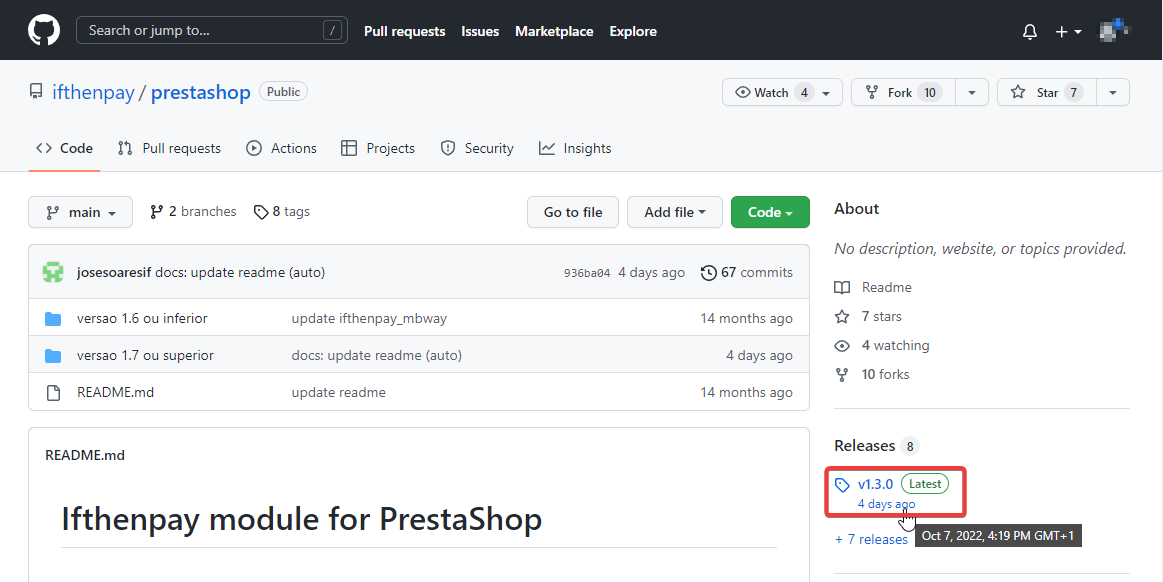 Search or jump to... /
Pull requests Issues Marketplace Explore
ifthenpay / prestashop Public
Watch 4 Fork 10 Star 7
Code Pull requests Actions Projects Security Insights
main 2 branches 8 tags Go to file Add file Code
josesoaresif docs: update readme (auto) 936ba04 4 days ago 67 commits
versao 1.6 ou inferior update ifthenpay_mbway 14 months ago
versao 1.7 ou superior docs: update readme (auto) 4 days ago
README.md update readme 14 months ago
README.md
Ifthenpay module for PrestaShop
About
No description, website, or topics provided.
Readme
7 stars
4 watching
10 forks
Releases 8
v1.3.0 Latest
4 days ago
Oct 7, 2022, 4:19 PM GMT+1
+ 7 releases